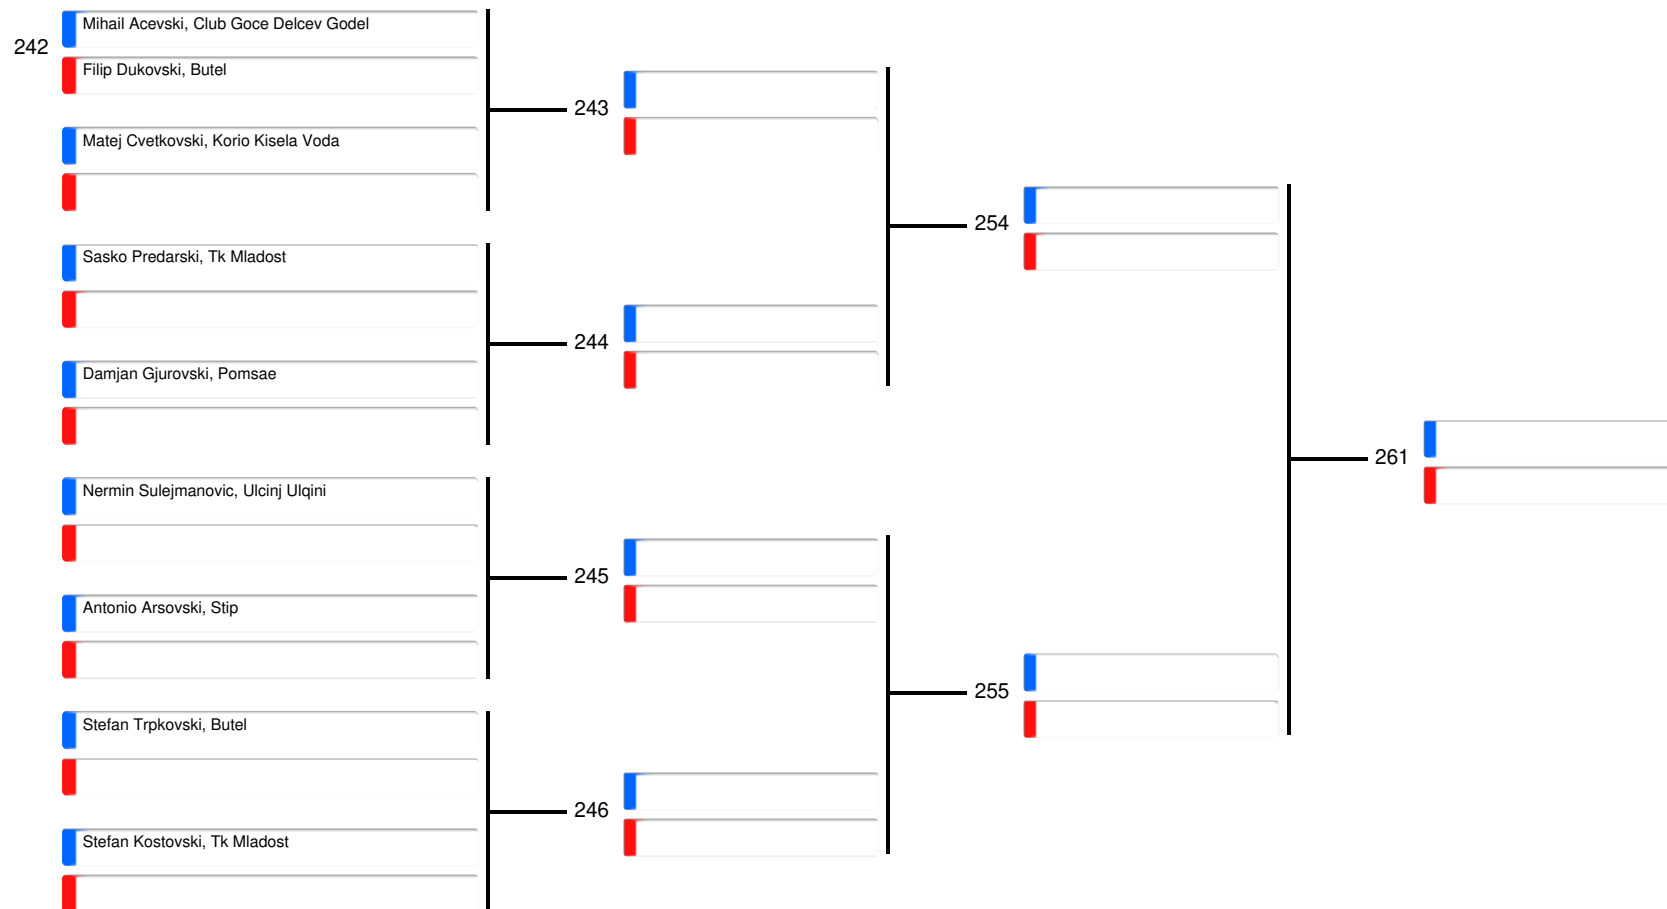 242
Mihail Acevski, Club Goce Delcev Godel
Filip Dukovski, Butel
243
Matej Cvetkovski, Korio Kisela Voda
254
Sasko Predarski, Tk Mladost
244
Damjan Gjurovski, Pomsae
261
Nermin Sulejmanovic, Ulcinj Ulqini
245
Antonio Arsovski, Stip
255
Stefan Trpkovski, Butel
246
Stefan Kostovski, Tk Mladost